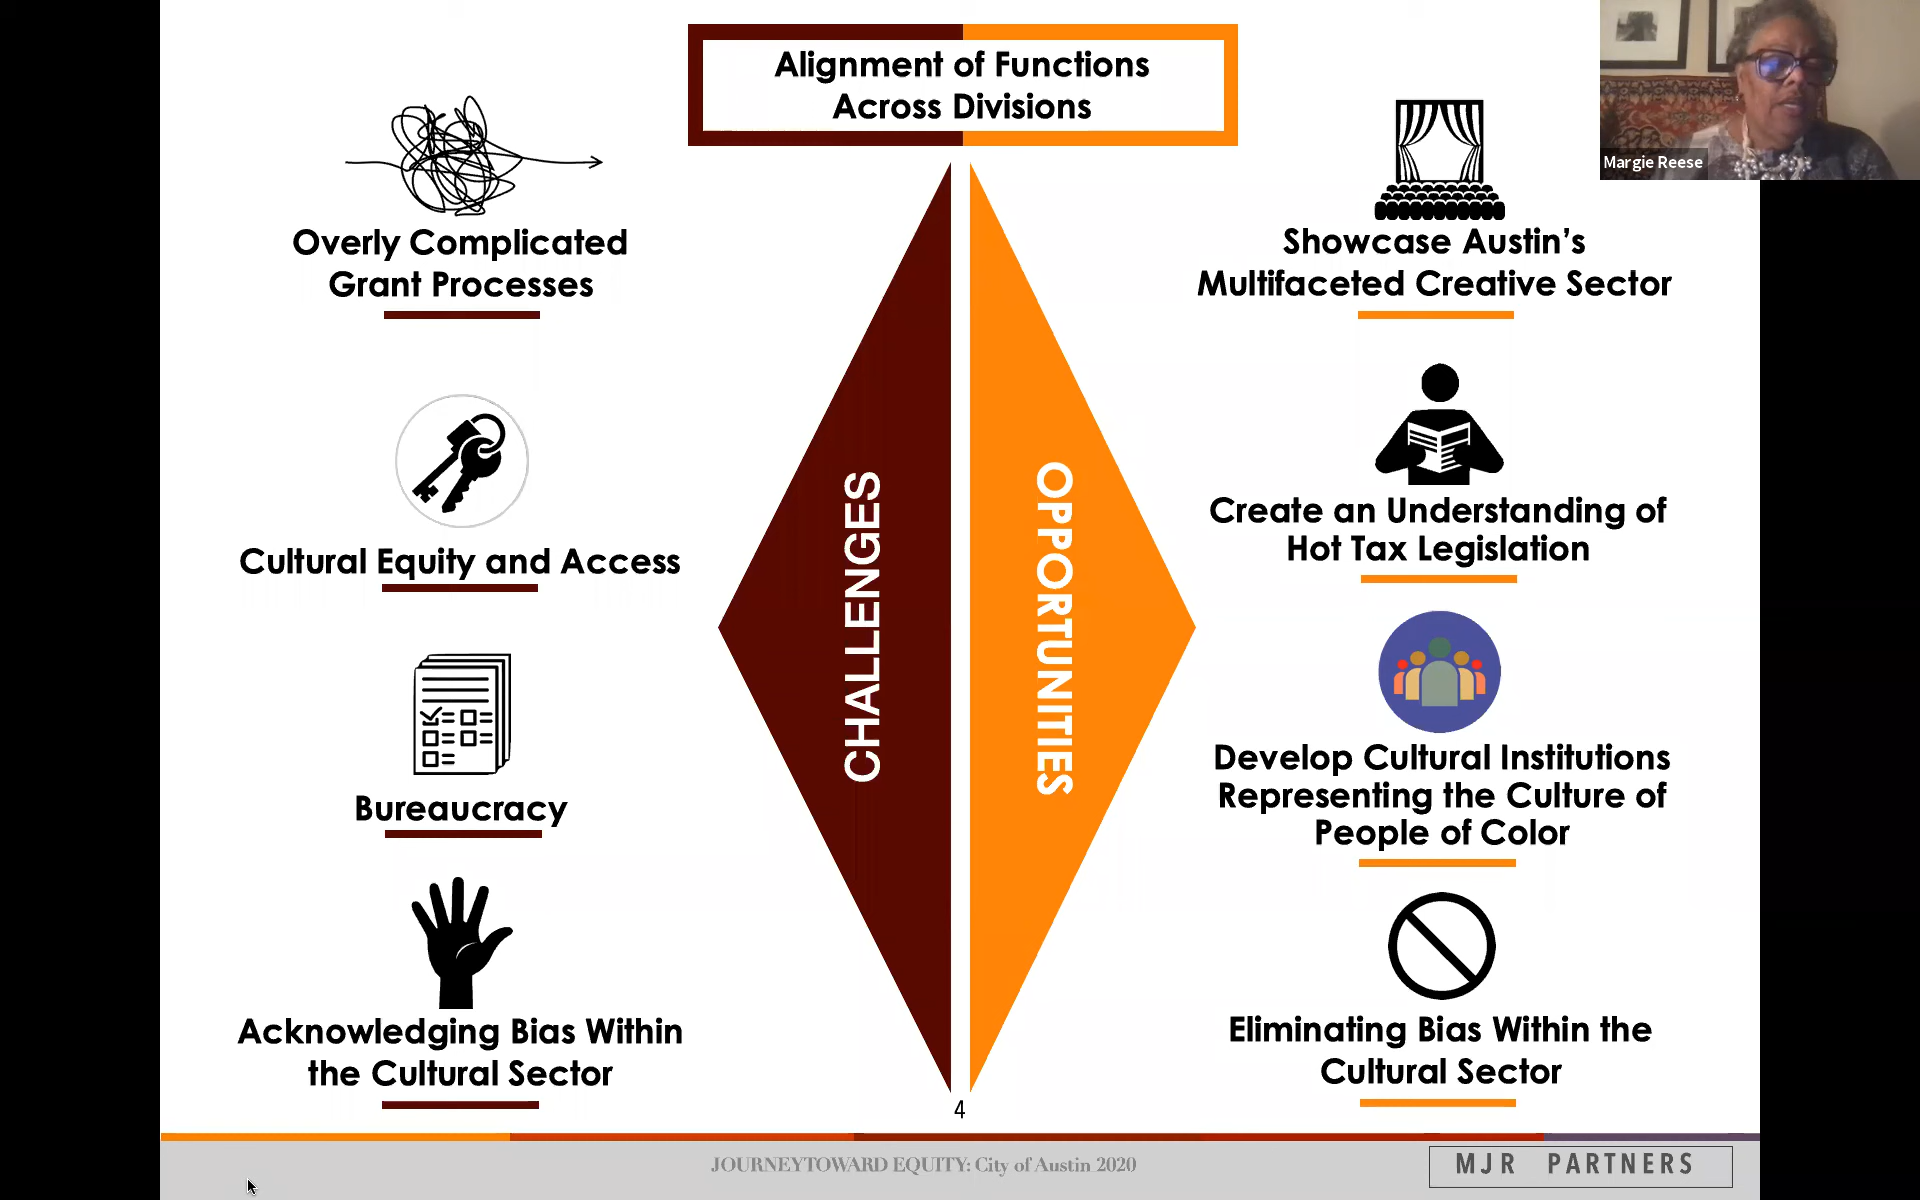 Alignment of Functions
Across Divisions
Margie Reese
Overly Complicated
Grant Processes
Cultural Equity and Access
Bureaucracy
Acknowledging Bias Within
the Cultural Sector
CHALLENGES
OPPORTUNITIES
Showcase Austin’s
Multifaceted Creative Sector
Create an Understanding of
Hot Tax Legislation
Develop Cultural Institutions
Representing the Culture of
People of Color
Eliminating Bias Within the
Cultural Sector
4
JOURNEYTOWARD EQUITY: City of Austin 2020
MJR PARTNERS